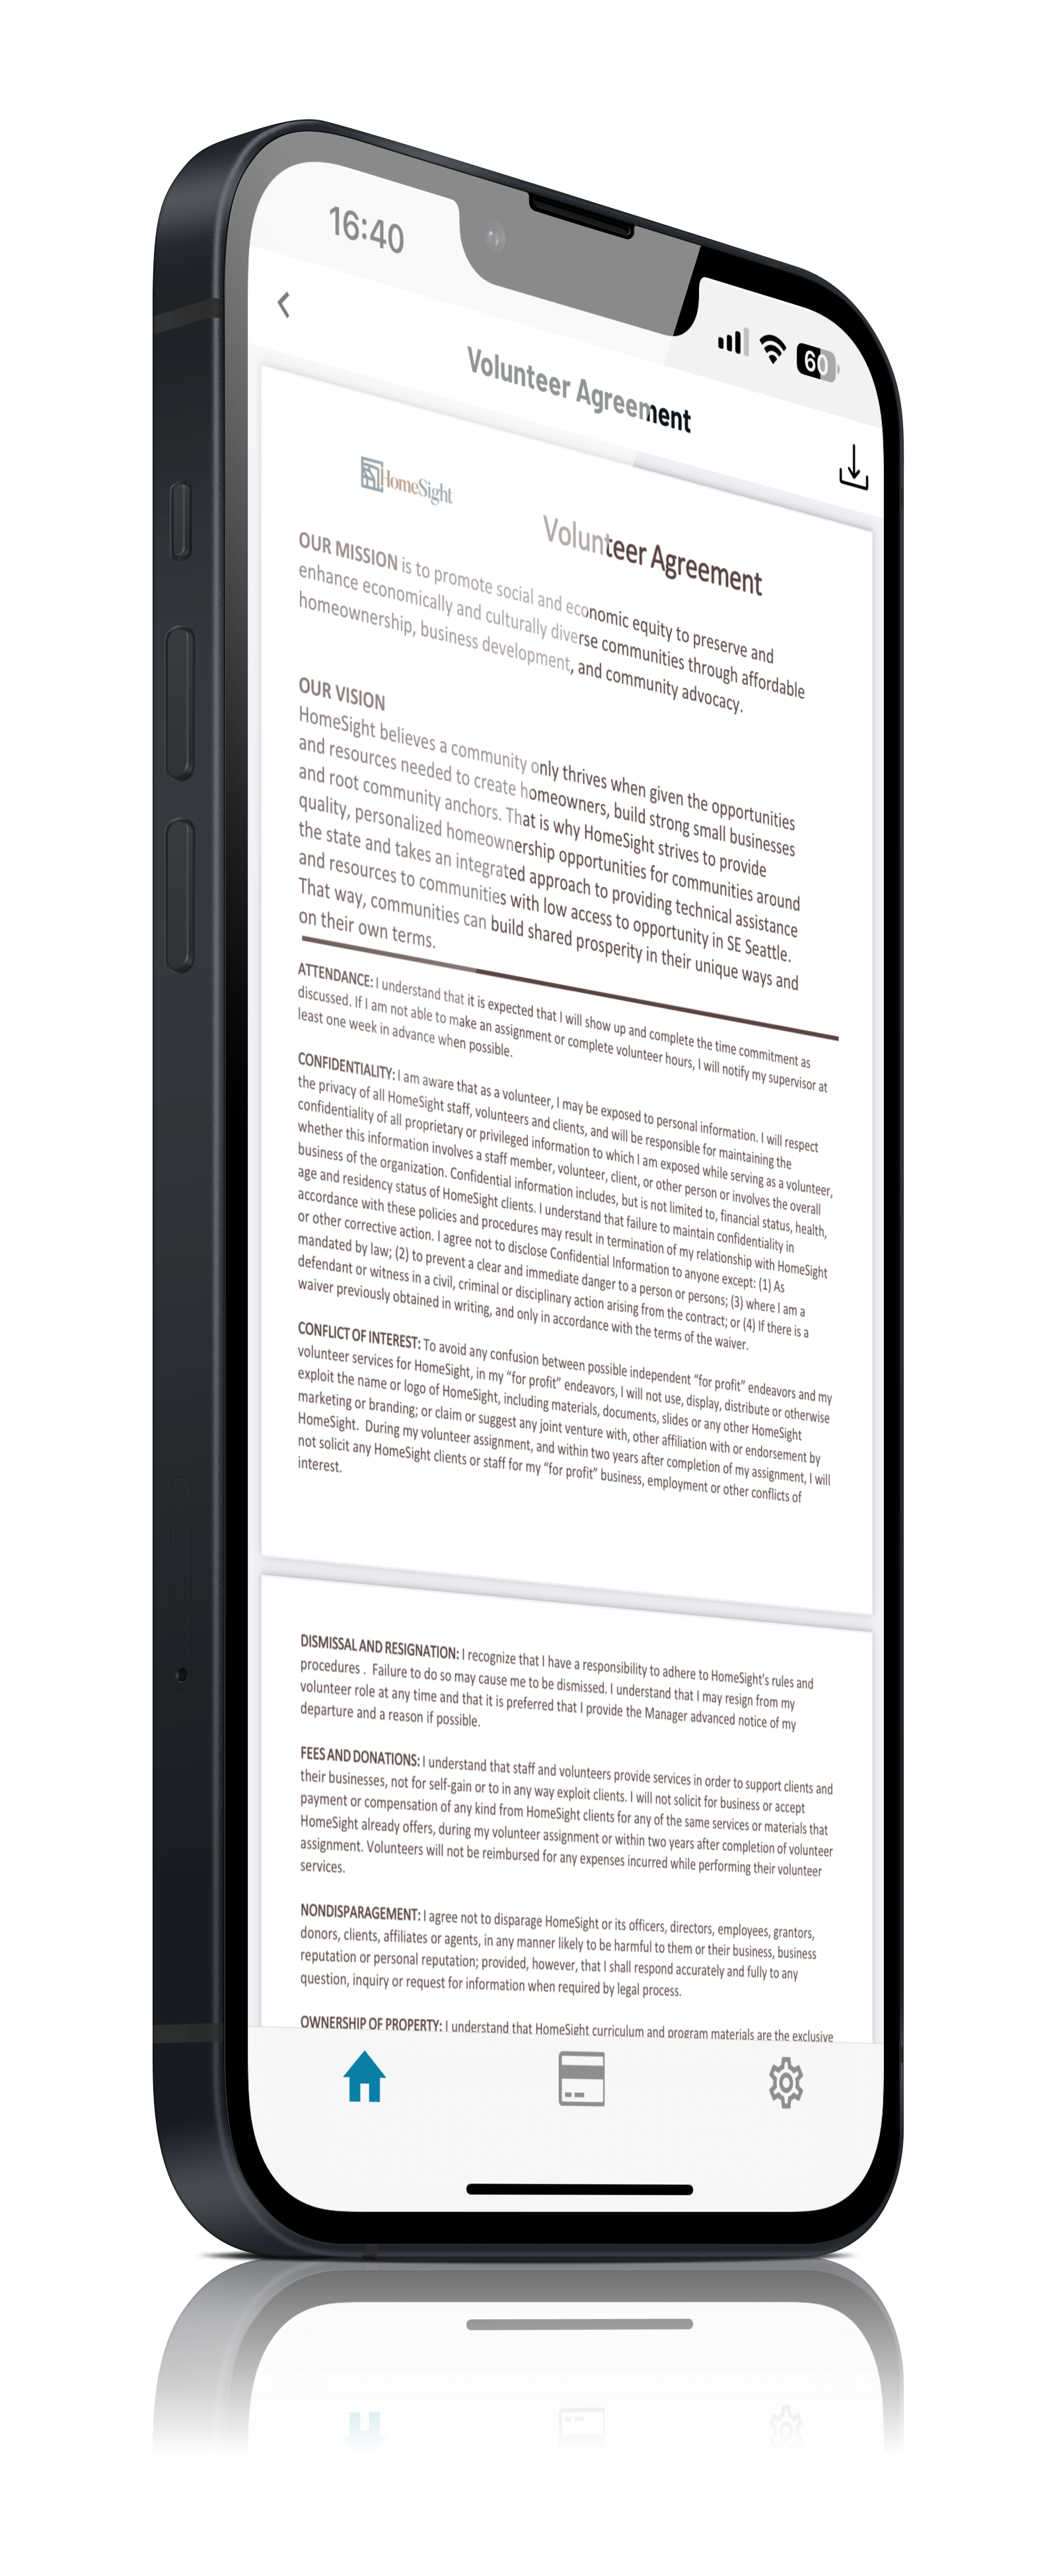 16:40
60
Volunteer Agreement
HomeSight
Volunteer Agreement
OUR MISSION is to promote social and economic equity to preserve and
enhance economically and culturally diverse communities through affordable
homeownership, business development, and community advocacy.
OUR VISION
HomeSight believes a community only thrives when given the opportunities
and resources needed to create homeowners, build strong small businesses
and root community anchors. That is why HomeSight strives to provide
quality, personalized homeownership opportunities for communities around
the state and takes an integrated approach to providing technical assistance
and resources to communities with low access to opportunity in SE Seattle.
That way, communities can build shared prosperity in their unique ways and
on their own terms.
ATTENDANCE: I understand that it is expected that I will show up and complete the time commitment as
discussed. If I am not able to make an assignment or complete volunteer hours, I will notify my supervisor at
least one week in advance when possible.
CONFIDENTIALITY: I am aware that as a volunteer, I may be exposed to personal information. I will respect
the privacy of all HomeSight staff, volunteers and clients, and will be responsible for maintaining the
confidentiality of all proprietary or privileged information to which I am exposed while serving as a volunteer,
whether this information involves a staff member, volunteer, client, or other person or involves the overall
business of the organization. Confidential information includes, but is not limited to, financial status, health,
age and residency status of HomeSight clients. I understand that failure to maintain confidentiality in
accordance with these policies and procedures may result in termination of my relationship with HomeSight
or other corrective action. I agree not to disclose Confidential Information to anyone except: (1) As
mandated by law; (2) to prevent a clear and immediate danger to a person or persons; (3) where I am a
defendant or witness in a civil, criminal or disciplinary action arising from the contract; or (4) If there is a
waiver previously obtained in writing, and only in accordance with the terms of the waiver.
CONFLICT OF INTEREST: To avoid any confusion between possible independent “for profit” endeavors and my
volunteer services for HomeSight, in my “for profit” endeavors, I will not use, display, distribute or otherwise
exploit the name or logo of HomeSight, including materials, documents, slides or any other HomeSight
marketing or branding; or claim or suggest any joint venture with, other affiliation with or endorsement by
HomeSight. During my volunteer assignment, and within two years after completion of my assignment, I will
not solicit any HomeSight clients or staff for my “for profit” business, employment or other conflicts of
interest.
DISMISSAL AND RESIGNATION: I recognize that I have a responsibility to adhere to HomeSight's rules and
procedures . Failure to do so may cause me to be dismissed. I understand that I may resign from my
volunteer role at any time and that it is preferred that I provide the Manager advanced notice of my
departure and a reason if possible.
FEES AND DONATIONS: I understand that staff and volunteers provide services in order to support clients and
their businesses, not for self-gain or to in any way exploit clients. I will not solicit for business or accept
payment or compensation of any kind from HomeSight clients for any of the same services or materials that
HomeSight already offers, during my volunteer assignment or within two years after completion of volunteer
assignment. Volunteers will not be reimbursed for any expenses incurred while performing their volunteer
services.
NONDISPARAGEMENT: I agree not to disparage HomeSight or its officers, directors, employees, grantors,
donors, clients, affiliates or agents, in any manner likely to be harmful to them or their business, business
reputation or personal reputation; provided, however, that I shall respond accurately and fully to any
question, inquiry or request for information when required by legal process.
OWNERSHIP OF PROPERTY: I understand that HomeSight curriculum and program materials are the exclusive